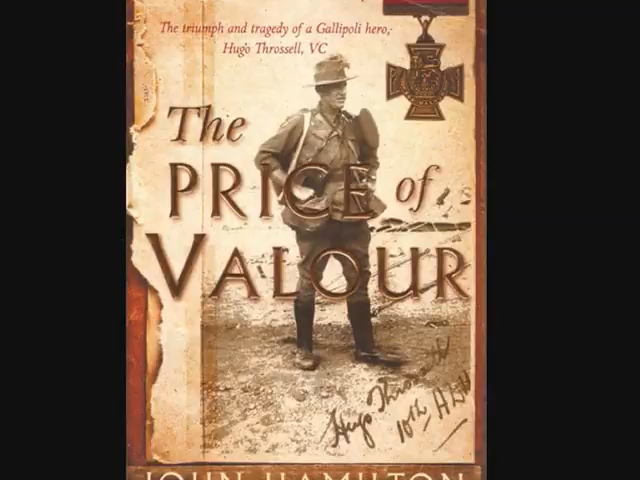 The triumph and tragedy of a Gallipoli hero,
Hugo Throssell, VC
The
PRICE of
VALOUR
Hugo Throssell
10th ALH
JOHN HAMILTON